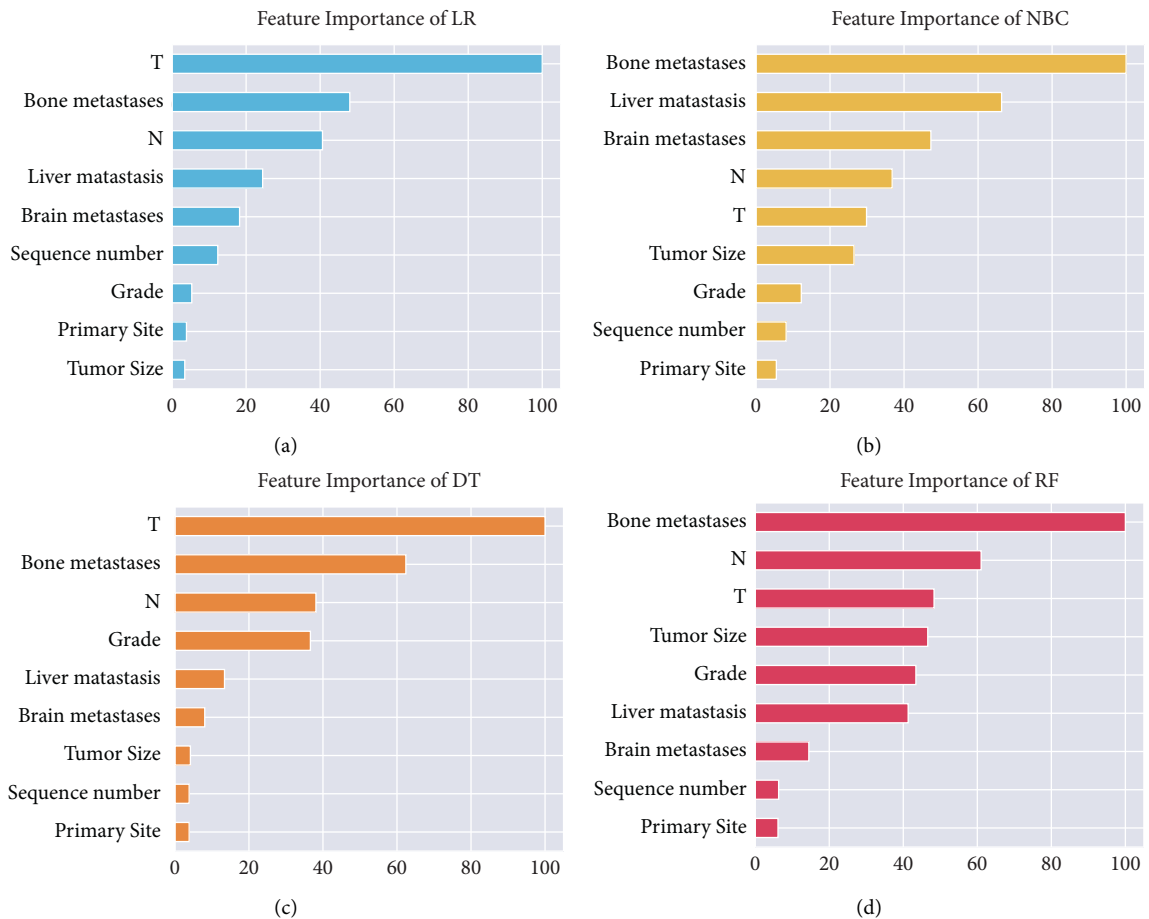 Feature Importance of LR
T
Bone metastases
N
Liver matastasis
Brain metastases
Sequence number
Grade
Primary Site
Tumor Size
0 20 40 60 80 100
(a)
Feature Importance of NBC
Bone metastases
Liver matastasis
Brain metastases
N
T
Tumor Size
Grade
Sequence number
Primary Site
0 20 40 60 80 100
(b)
Feature Importance of DT
T
Bone metastases
N
Grade
Liver matastasis
Brain metastases
Tumor Size
Sequence number
Primary Site
0 20 40 60 80 100
(c)
Feature Importance of RF
Bone metastases
N
T
Tumor Size
Grade
Liver matastasis
Brain metastases
Sequence number
Primary Site
0 20 40 60 80 100
(d)